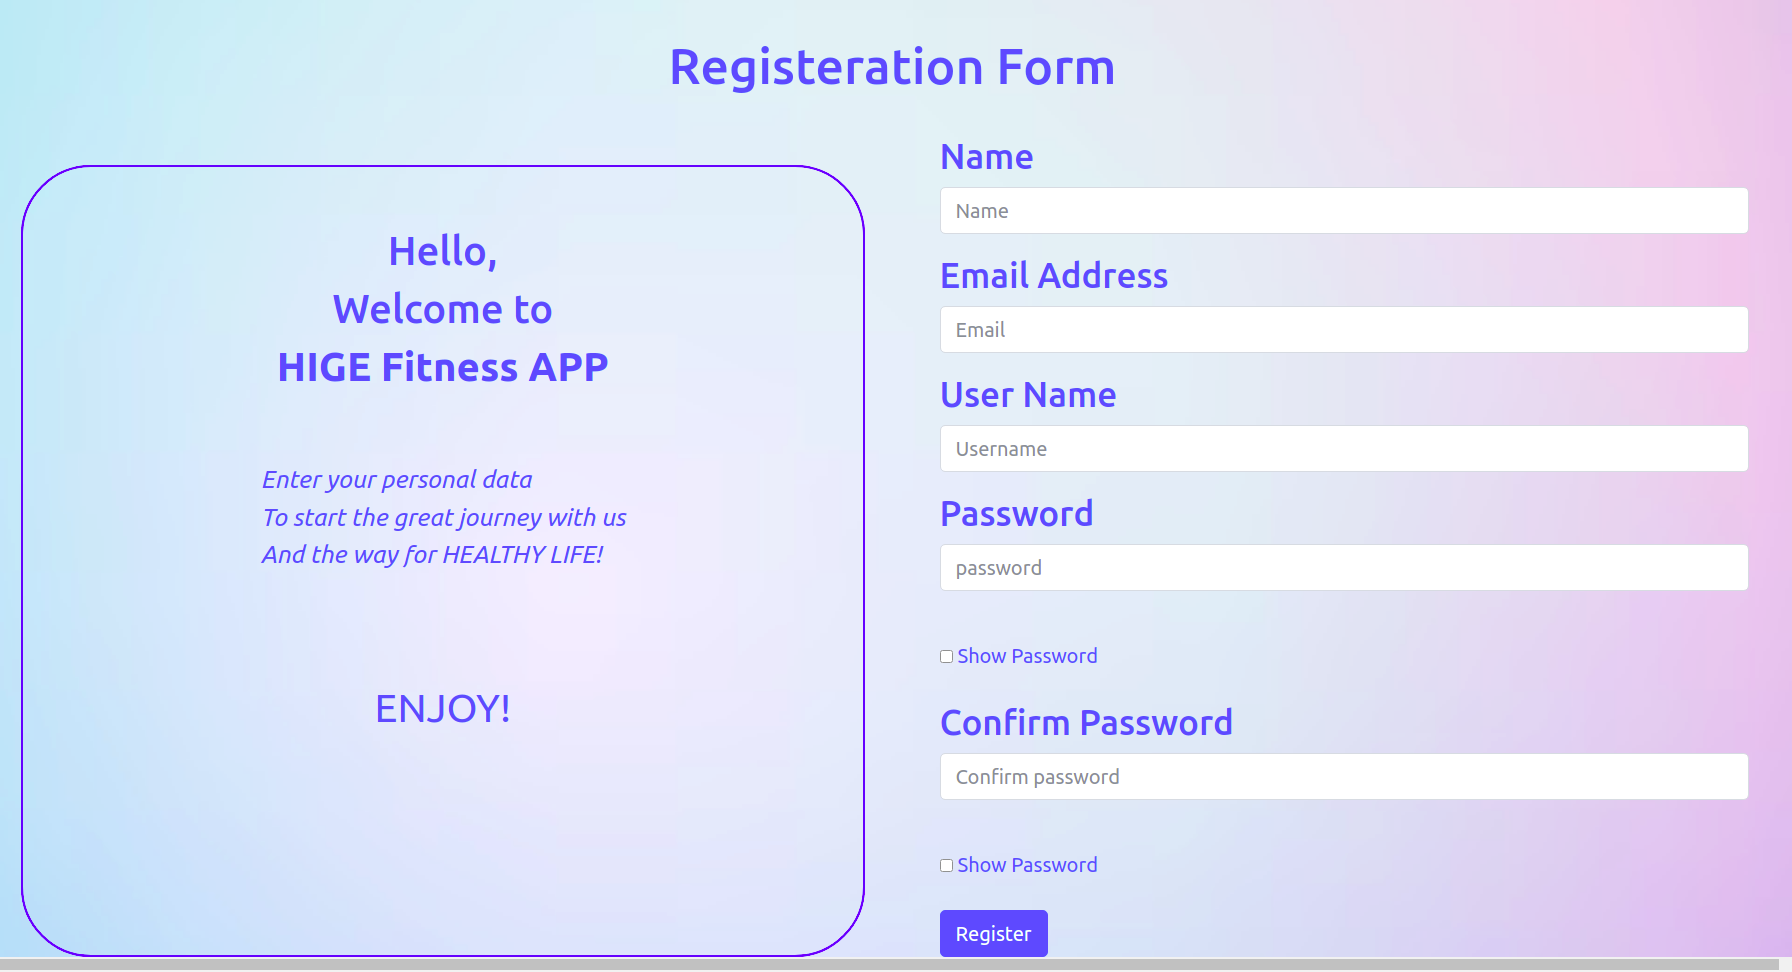 Registeration Form
Hello,
Welcome to
HIGE Fitness APP
Enter your personal data
To start the great journey with us
And the way for HEALTHY LIFE!
ENJOY!
Name
Name
Email Address
Email
User Name
Username
Password
password
Show Password
Confirm Password
Confirm password
Show Password
Register